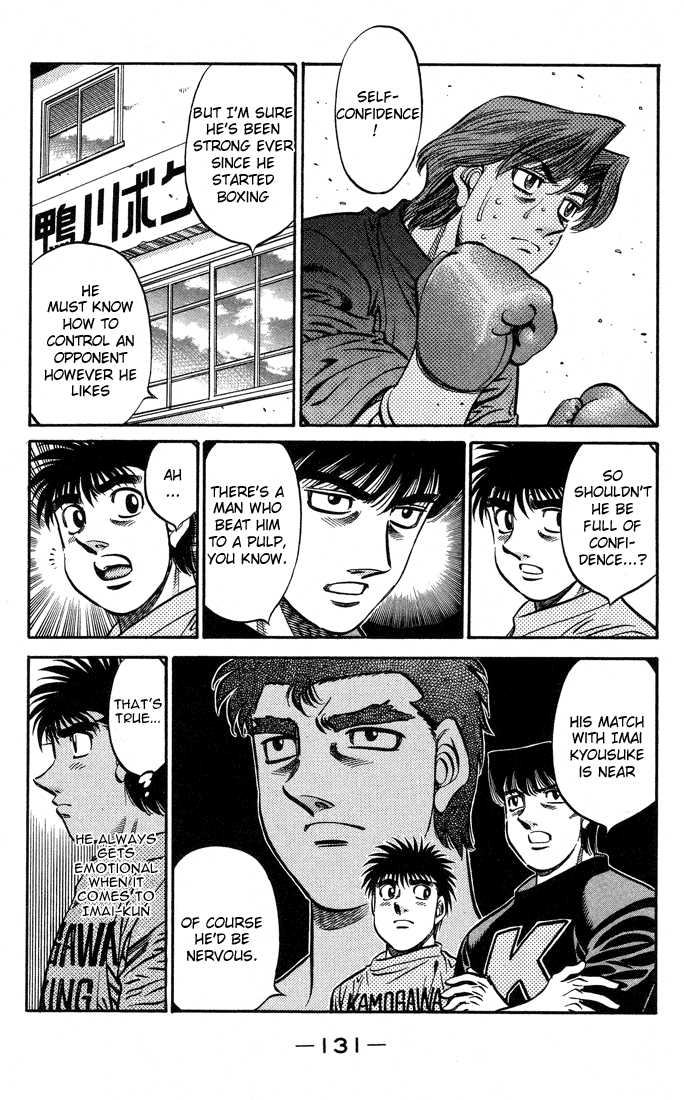 SELF-
CONFIDENCE
!
BUT I'M SURE
HE'S BEEN
STRONG EVER
SINCE HE
STARTED
BOXING
鴨川ボク
HE
MUST KNOW
HOW TO
CONTROL AN
OPPONENT
HOWEVER HE
LIKES
SO
SHOULDN'T
HE BE
FULL OF
CONFI-
DENCE...?
THERE'S A
MAN WHO
BEAT HIM
TO A PULP,
YOU KNOW.
AH
...
HIS MATCH
WITH IMAI
KYOUSUKE
IS NEAR
K
KAMOGAWA
OF COURSE
HE'D BE
NERVOUS.
THAT'S
TRUE...
HE ALWAYS
GETS
EMOTIONAL
WHEN IT
COMES TO
IMAI-KUN
GAWA
KING
—131—